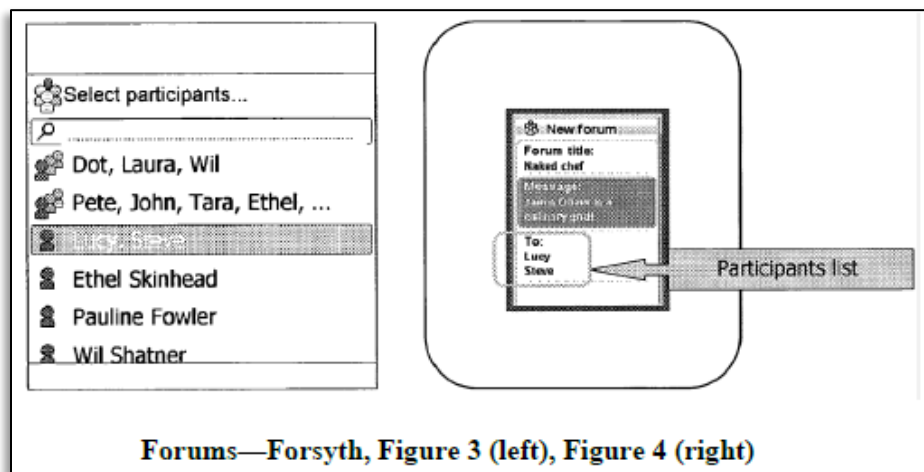 Select participants...
Dot, Laura, Wil
Pete, John, Tara, Ethel, ...
Lucy, Steve
Ethel Skinhead
Pauline Fowler
Wil Shatner
New forum
Forum title:
Naked chef
Message:
Jamie Oliver is a
culinary god!
To:
Lucy
Steve
Participants list
Forums—Forsyth, Figure 3 (left), Figure 4 (right)